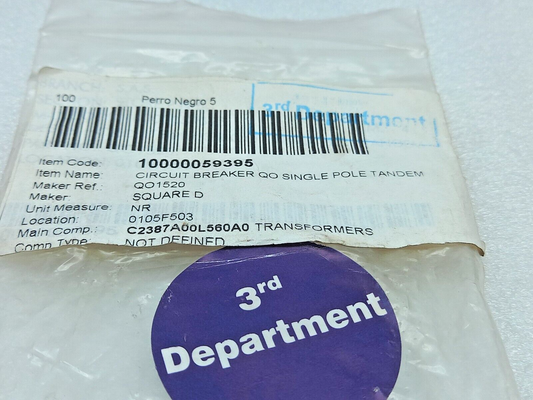 100 Perro Negro 5
3rd Department
Item Code: 10000059395
Item Name: CIRCUIT BREAKER QO SINGLE POLE TANDEM
Maker Ref.: QO1520
Maker: SQUARE D
Unit Measure: NR
Location: 0105F503
Main Comp.: C2387A00L560A0 TRANSFORMERS
Comp Type: NOT DEFINED
3rd
Department